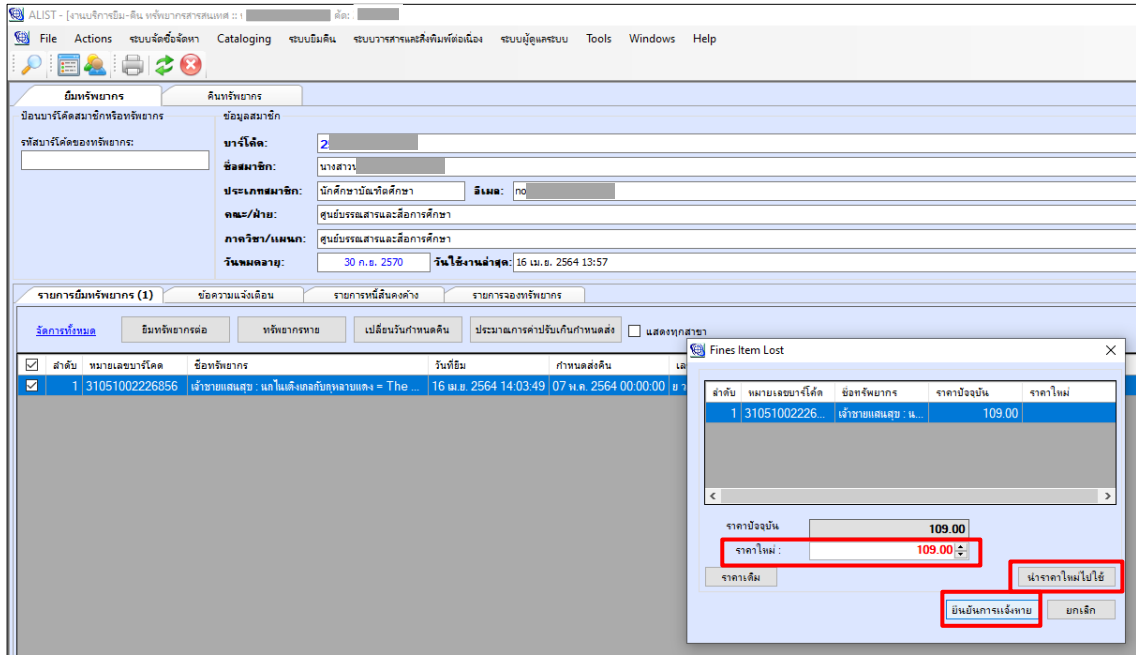 ALIST - [งานบริการยืม-คืน ทรัพยากรสารสนเทศ ::
File Actions ระบบจัดซื้อจัดหา Cataloging ระบบยืมคืน ระบบวารสารและสิ่งพิมพ์ต่อเนื่อง ระบบผู้ดูแลระบบ Tools Windows Help
ยืมทรัพยากร คืนทรัพยากร
ป้อนบาร์โค้ดสมาชิกหรือทรัพยากร ข้อมูลสมาชิก
รหัสบาร์โค้ดของทรัพยากร: บาร์โค้ด: 2
ชื่อสมาชิก: นางสาว
ประเภทสมาชิก: นักศึกษาบัณฑิตศึกษา อีเมล: no
คณะ/ฝ่าย: ศูนย์บรรณสารและสื่อการศึกษา
ภาควิชา/แผนก: ศูนย์บรรณสารและสื่อการศึกษา
วันหมดอายุ: 30 ก.ย. 2570 วันใช้งานล่าสุด: 16 เม.ย. 2564 13:57
รายการยืมทรัพยากร (1) ข้อความแจ้งเตือน รายการหนี้สินคงค้าง รายการจองทรัพยากร
จัดการทั้งหมด ยืมทรัพยากรต่อ ทรัพยากรหาย เปลี่ยนวันกำหนดคืน ประมาณการค่าปรับเกินกำหนดส่ง แสดงทุกสาขา
ลำดับ หมายเลขบาร์โคด ชื่อทรัพยากร วันที่ยืม กำหนดส่งคืน
1 31051002226856 เจ้าชายแสนสุข : นกไนติงเกลกับกุหลาบแดง = The ... 16 เม.ย. 2564 14:03:49 07 พ.ค. 2564 00:00:00
Fines Item Lost
ลำดับ หมายเลขบาร์โค้ด ชื่อทรัพยากร ราคาปัจจุบัน ราคาใหม่
1 31051002226... เจ้าชายแสนสุข : น... 109.00
ราคาปัจจุบัน 109.00
ราคาใหม่ : 109.00
ราคาเดิม นำราคาใหม่ไปใช้
ยืนยันการแจ้งหาย ยกเลิก